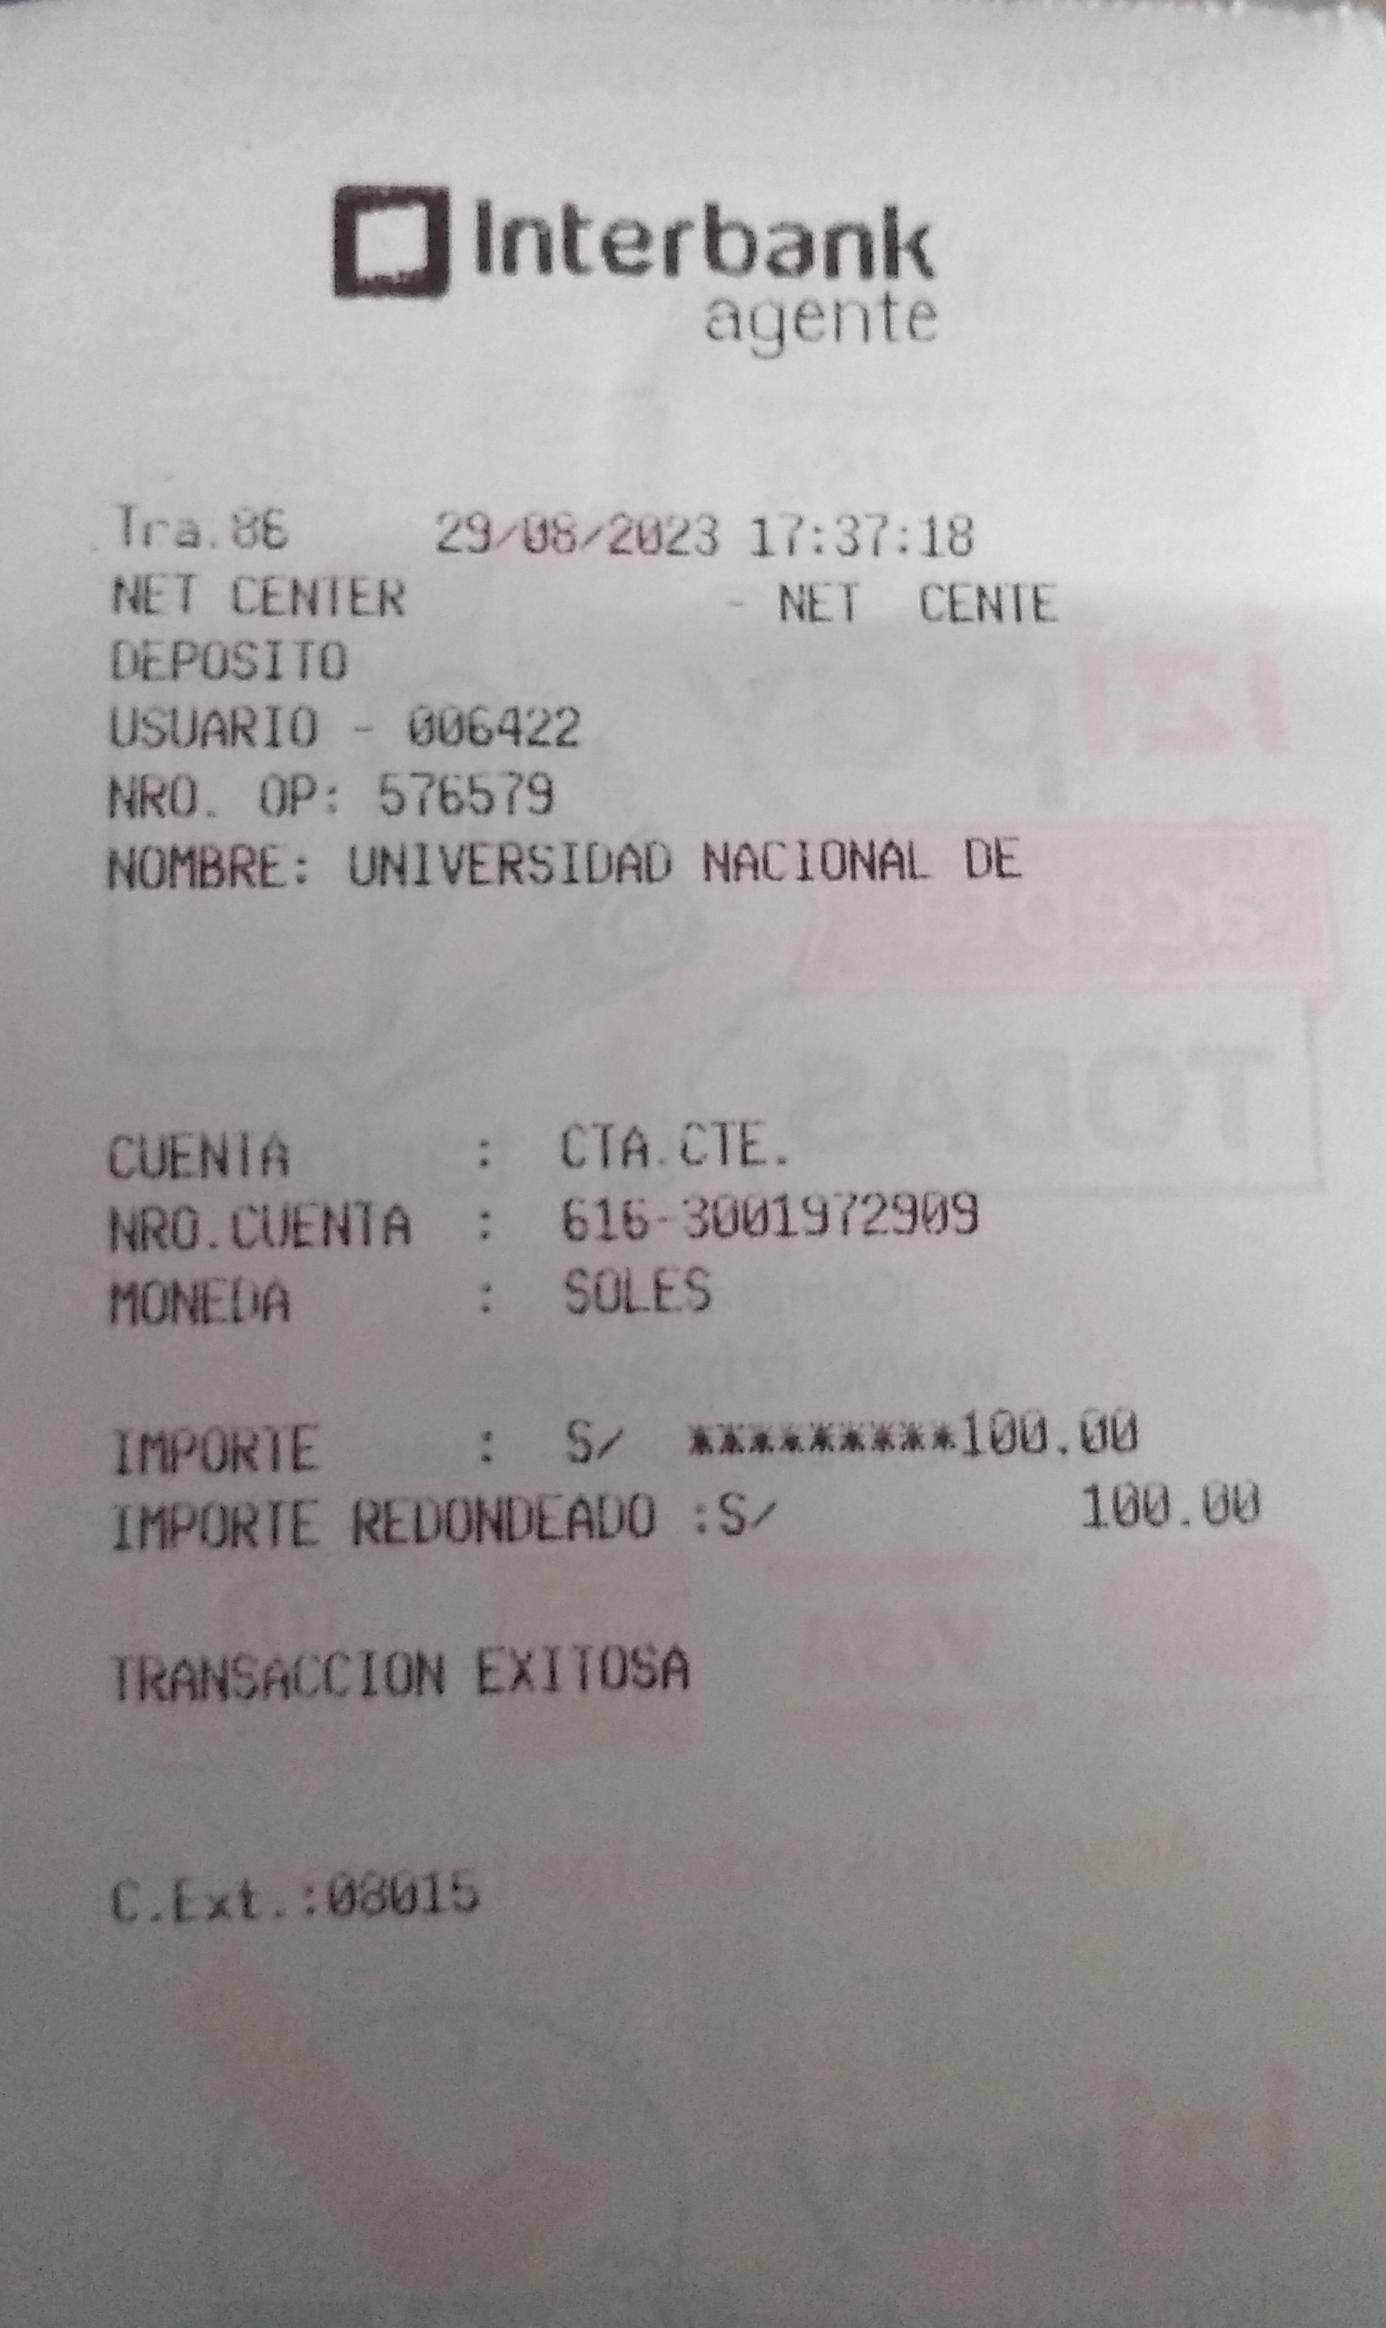 Interbank
agente
Tra.86 29/08/2023 17:37:18
NET CENTER - NET CENTE
DEPOSITO
USUARIO - 006422
NRO. OP: 576579
NOMBRE: UNIVERSIDAD NACIONAL DE
CUENTA : CTA.CTE.
NRO.CUENTA : 616-3001972909
MONEDA : SOLES
IMPORTE : S/ *********100.00
IMPORTE REDONDEADO :S/ 100.00
TRANSACCION EXITOSA
C.Ext.:08015